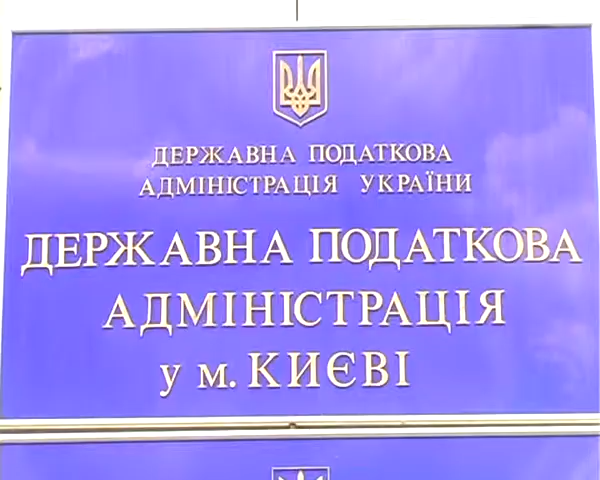 ДЕРЖАВНА ПОДАТКОВА
АДМІНІСТРАЦІЯ УКРАЇНИ
ДЕРЖАВНА ПОДАТКОВА
АДМІНІСТРАЦІЯ
у м. КИЄВІ